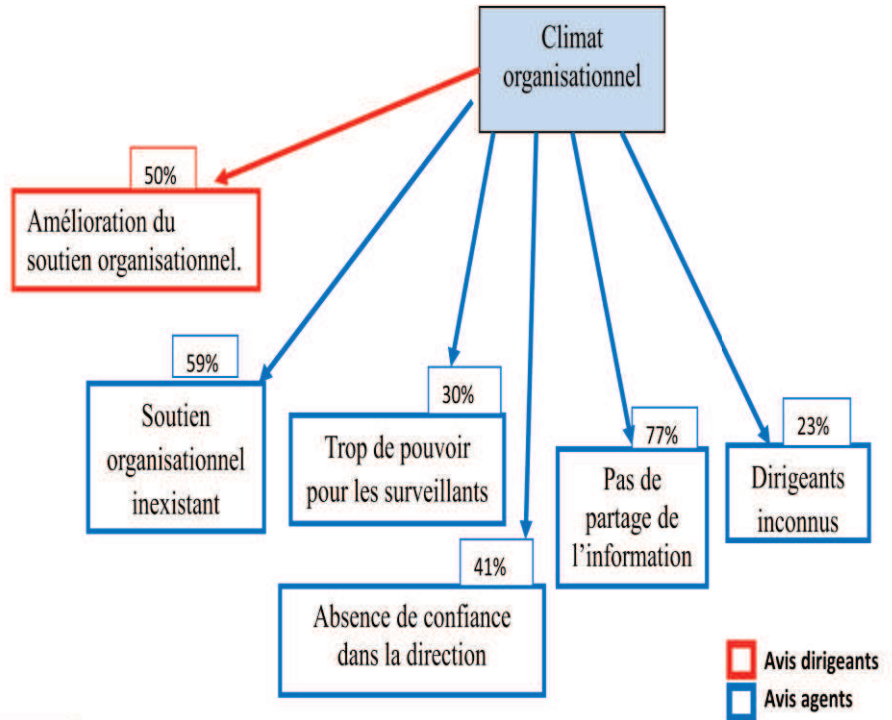 Climat
organisationnel
50%
Amélioration du
soutien organisationnel.
59%
Soutien
organisationnel
inexistant
30%
Trop de pouvoir
pour les surveillants
77%
Pas de
partage de
l'information
23%
Dirigeants
inconnus
41%
Absence de confiance
dans la direction
Avis dirigeants
Avis agents